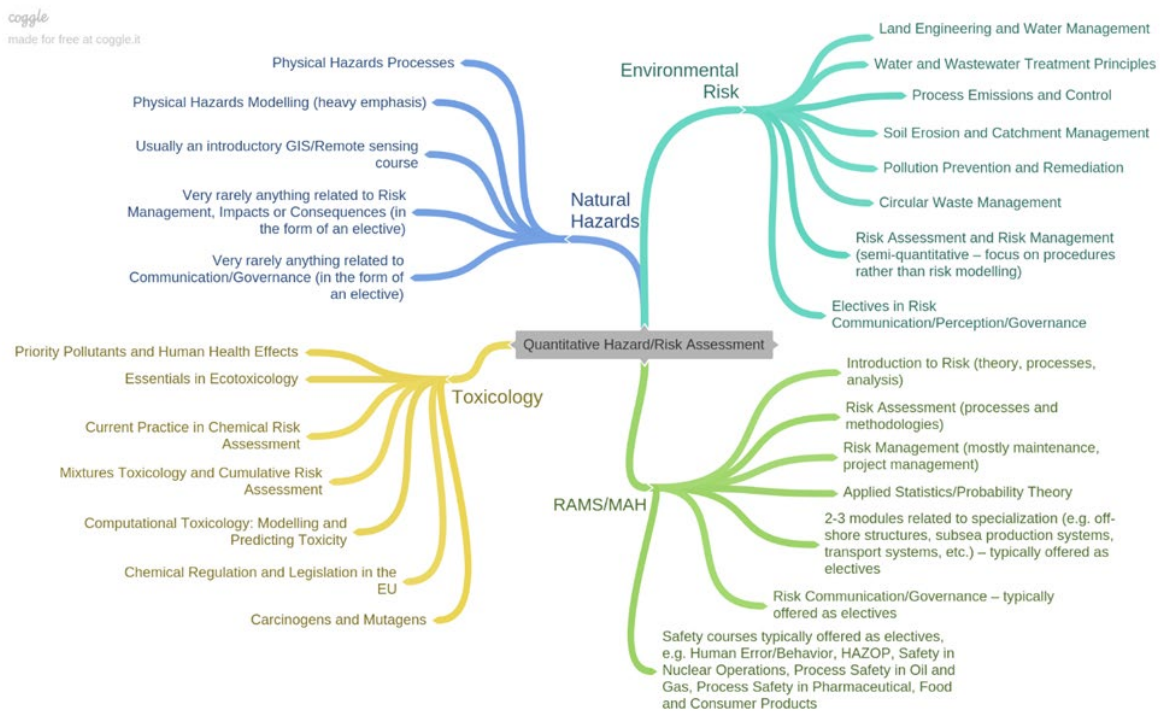 coggle
made for free at coggle.it
Physical Hazards Processes
Physical Hazards Modelling (heavy emphasis)
Usually an introductory GIS/Remote sensing
course
Very rarely anything related to Risk
Management, Impacts or Consequences (in
the form of an elective)
Very rarely anything related to
Communication/Governance (in the form of
an elective)
Natural
Hazards
Environmental
Risk
Land Engineering and Water Management
Water and Wastewater Treatment Principles
Process Emissions and Control
Soil Erosion and Catchment Management
Pollution Prevention and Remediation
Circular Waste Management
Risk Assessment and Risk Management
(semi-quantitative – focus on procedures
rather than risk modelling)
Electives in Risk
Communication/Perception/Governance
Quantitative Hazard/Risk Assessment
Priority Pollutants and Human Health Effects
Essentials in Ecotoxicology
Current Practice in Chemical Risk
Assessment
Mixtures Toxicology and Cumulative Risk
Assessment
Computational Toxicology: Modelling and
Predicting Toxicity
Chemical Regulation and Legislation in the
EU
Carcinogens and Mutagens
Toxicology
RAMS/MAH
Introduction to Risk (theory, processes,
analysis)
Risk Assessment (processes and
methodologies)
Risk Management (mostly maintenance,
project management)
Applied Statistics/Probability Theory
2-3 modules related to specialization (e.g. off-
shore structures, subsea production systems,
transport systems, etc.) – typically offered as
electives
Risk Communication/Governance – typically
offered as electives
Safety courses typically offered as electives,
e.g. Human Error/Behavior, HAZOP, Safety in
Nuclear Operations, Process Safety in Oil and
Gas, Process Safety in Pharmaceutical, Food
and Consumer Products